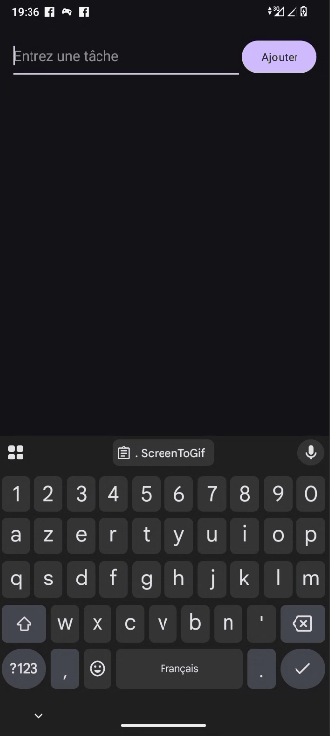 19:36
Entrez une tâche
Ajouter
. ScreenToGif
1 2 3 4 5 6 7 8 9 0
a z e r t y u i o p
q s d f g h j k l m
w x c v b n '
?123 , Français .